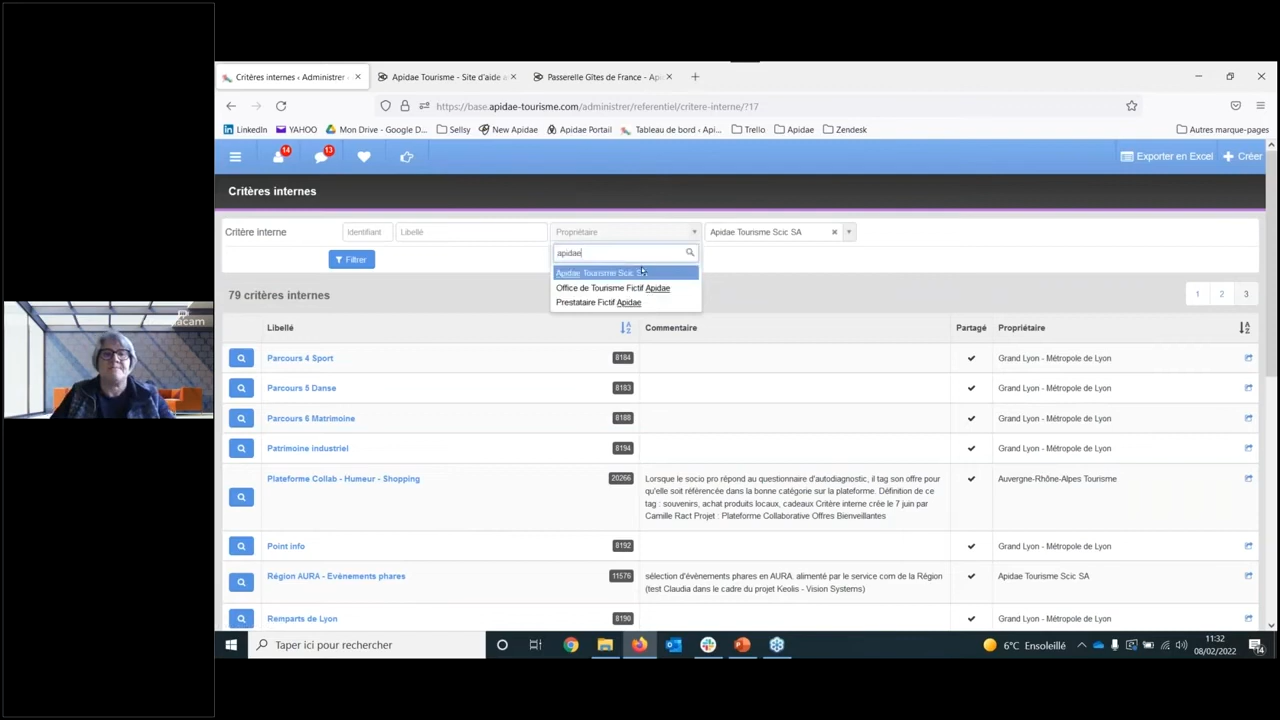 Critères internes ‹ Administrer
Apidae Tourisme - Site d'aide
Passerelle Gîtes de France - Api
https://base.apidae-tourisme.com/administrer/referentiel/critere-interne/?17
LinkedIn YAHOO Mon Drive - Google D... Sellsy New Apidae Apidae Portail Tableau de bord ‹ Api... Trello Apidae Zendesk Autres marque-pages
14 13 Exporter en Excel Créer
Critères internes
Critère interne Identifiant Libellé Propriétaire Apidae Tourisme Scic SA
Filtrer
apidae
Apidae Tourisme Scic
Office de Tourisme Fictif Apidae
Prestataire Fictif Apidae
79 critères internes 1 2 3
Libellé Commentaire Partagé Propriétaire
Parcours 4 Sport 8184 Grand Lyon - Métropole de Lyon
Parcours 5 Danse 8183 Grand Lyon - Métropole de Lyon
Parcours 6 Matrimoine 8188 Grand Lyon - Métropole de Lyon
Patrimoine industriel 8194 Grand Lyon - Métropole de Lyon
Plateforme Collab - Humeur - Shopping 20266 Lorsque le socio pro répond au questionnaire d'autodiagnostic, il tag son offre pour Auvergne-Rhône-Alpes Tourisme
qu'elle soit référencée dans la bonne catégorie sur la plateforme. Définition de ce
tag : souvenirs, achat produits locaux, cadeaux Critère interne crée le 7 juin par
Camille Ract Projet : Plateforme Collaborative Offres Bienveillantes
Point info 8192 Grand Lyon - Métropole de Lyon
Région AURA - Evènements phares 11576 sélection d'évènements phares en AURA. alimenté par le service com de la Région Apidae Tourisme Scic SA
(test Claudia dans le cadre du projet Keolis - Vision Systems)
Remparts de Lyon 8190 Grand Lyon - Métropole de Lyon
Taper ici pour rechercher
6°C Ensoleillé
11:32
08/02/2022
14